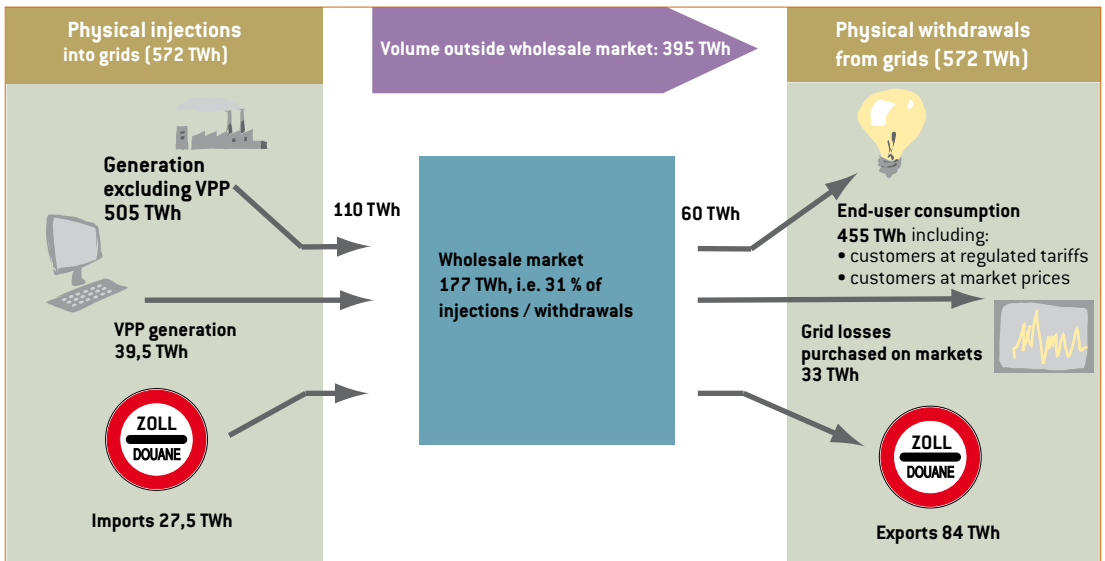 Physical injections
into grids (572 TWh)
Volume outside wholesale market: 395 TWh
Physical withdrawals
from grids (572 TWh)
Generation
excluding VPP
505 TWh
110 TWh
60 TWh
End-user consumption
455 TWh including:
• customers at regulated tariffs
• customers at market prices
Wholesale market
177 TWh, i.e. 31 % of
injections / withdrawals
VPP generation
39,5 TWh
Grid losses
purchased on markets
33 TWh
ZOLL
DOUANE
Imports 27,5 TWh
ZOLL
DOUANE
Exports 84 TWh